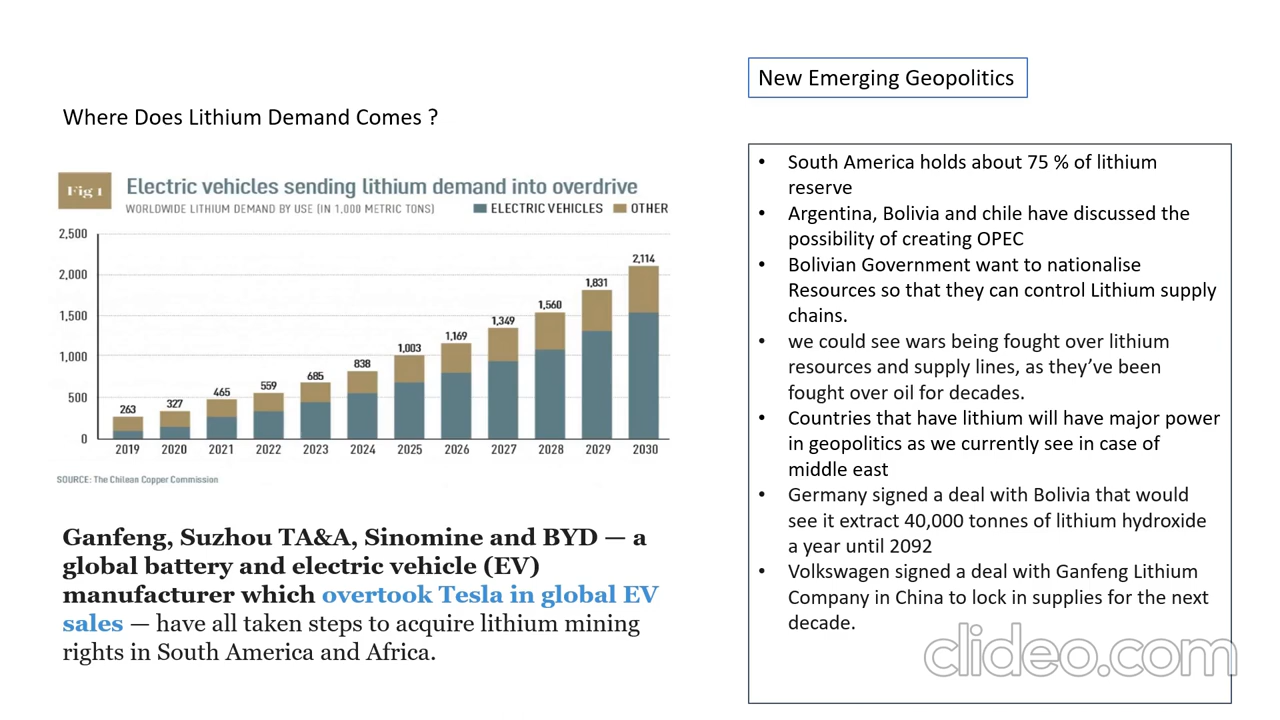 New Emerging Geopolitics
Where Does Lithium Demand Comes ?
Fig 1
Electric vehicles sending lithium demand into overdrive
WORLDWIDE LITHIUM DEMAND BY USE (IN 1,000 METRIC TONS)
ELECTRIC VEHICLES
OTHER
2,500
2,000
1,500
1,000
500
0
263
327
465
559
685
838
1,003
1,169
1,349
1,560
1,831
2,114
2019
2020
2021
2022
2023
2024
2025
2026
2027
2028
2029
2030
SOURCE: The Chilean Copper Commission
Ganfeng, Suzhou TA&A, Sinomine and BYD — a
global battery and electric vehicle (EV)
manufacturer which overtook Tesla in global EV
sales — have all taken steps to acquire lithium mining
rights in South America and Africa.
• South America holds about 75 % of lithium
reserve
• Argentina, Bolivia and chile have discussed the
possibility of creating OPEC
• Bolivian Government want to nationalise
Resources so that they can control Lithium supply
chains.
• we could see wars being fought over lithium
resources and supply lines, as they’ve been
fought over oil for decades.
• Countries that have lithium will have major power
in geopolitics as we currently see in case of
middle east
• Germany signed a deal with Bolivia that would
see it extract 40,000 tonnes of lithium hydroxide
a year until 2092
• Volkswagen signed a deal with Ganfeng Lithium
Company in China to lock in supplies for the next
decade.
clideo.com